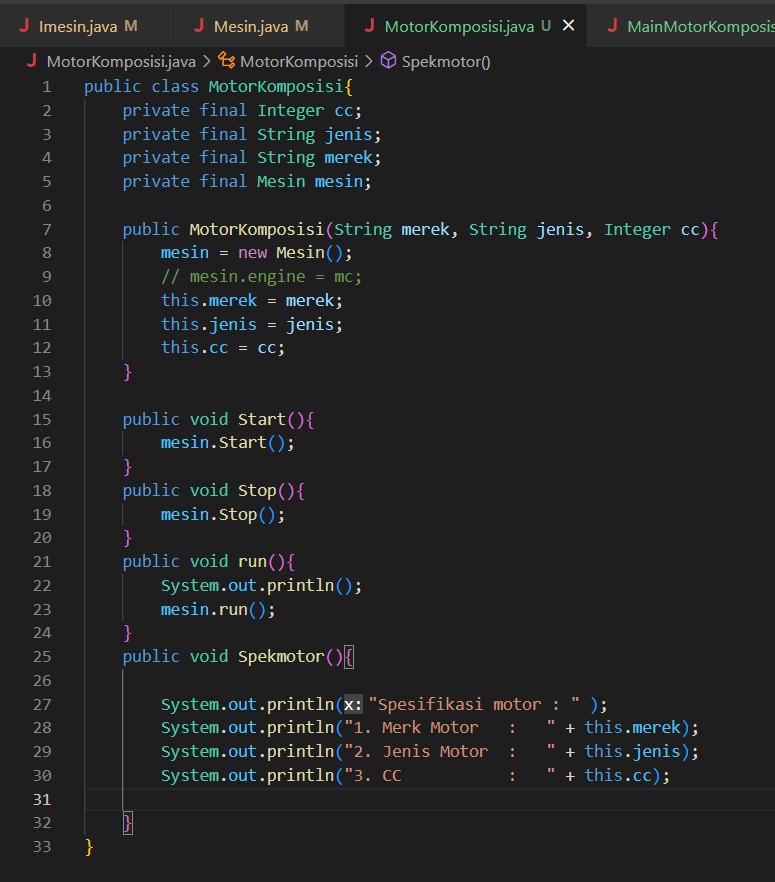 J Imesin.java M J Mesin.java M J MotorKomposisi.java U × J MainMotorKomposis
J MotorKomposisi.java > MotorKomposisi > Spekmotor()
1 public class MotorKomposisi{
2     private final Integer cc;
3     private final String jenis;
4     private final String merek;
5     private final Mesin mesin;
6
7     public MotorKomposisi(String merek, String jenis, Integer cc){
8         mesin = new Mesin();
9         // mesin.engine = mc;
10         this.merek = merek;
11         this.jenis = jenis;
12         this.cc = cc;
13     }
14
15     public void Start(){
16         mesin.Start();
17     }
18     public void Stop(){
19         mesin.Stop();
20     }
21     public void run(){
22         System.out.println();
23         mesin.run();
24     }
25     public void Spekmotor(){
26
27         System.out.println(x: "Spesifikasi motor : " );
28         System.out.println("1. Merk Motor   :   " + this.merek);
29         System.out.println("2. Jenis Motor  :   " + this.jenis);
30         System.out.println("3. CC           :   " + this.cc);
31
32     }
33 }